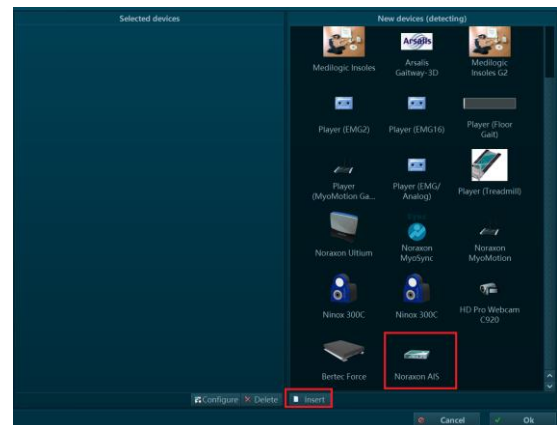 Selected devices
New devices (detecting)
Arsalis
Medilogic Insoles
Arsalis
Gaitway-3D
Medilogic
Insoles G2
Player (EMG2)
Player (EMG16)
Player (Floor
Gait)
Player
(MyoMotion Ga...
Player (EMG/
Analog)
Player (Treadmill)
Noraxon Ultium
Noraxon
MyoSync
Noraxon
MyoMotion
Ninox 300C
Ninox 300C
HD Pro Webcam
C920
Bertec Force
Noraxon AIS
Configure
Delete
Insert
Cancel
Ok